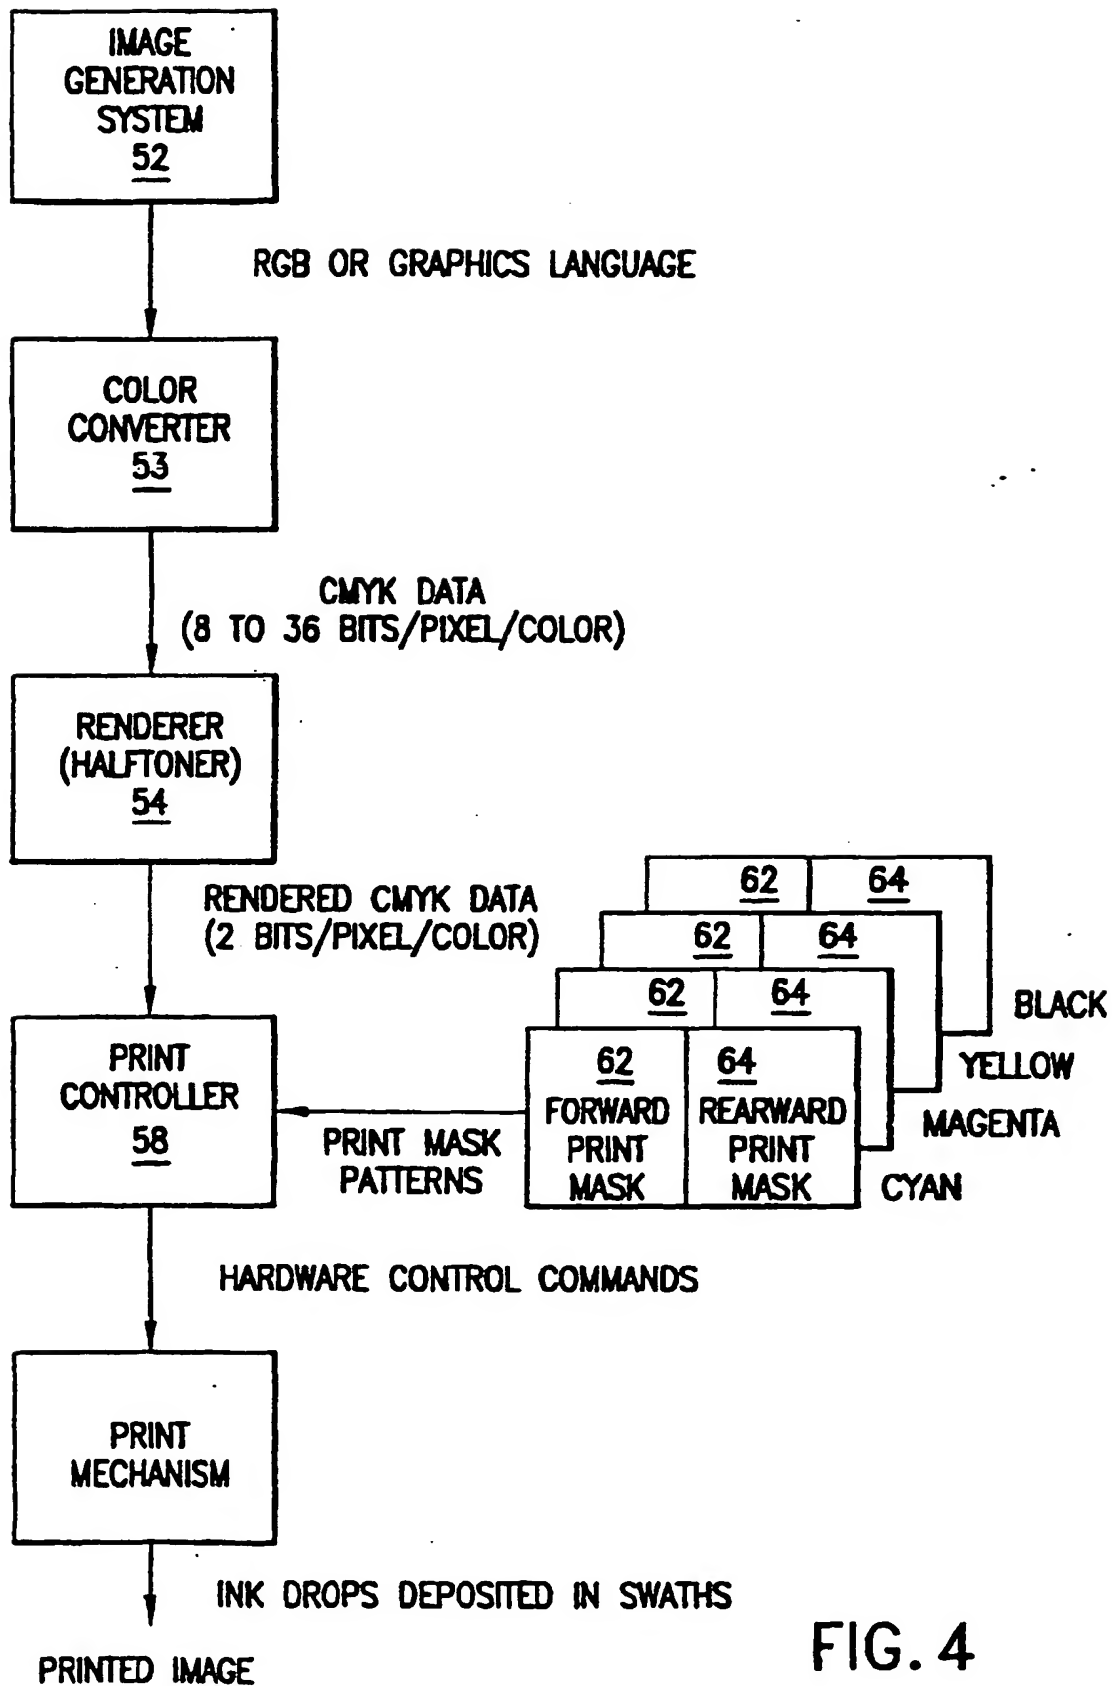 IMAGE
GENERATION
SYSTEM
52
RGB OR GRAPHICS LANGUAGE
COLOR
CONVERTER
53
CMYK DATA
(8 TO 36 BITS/PIXEL/COLOR)
RENDERER
(HALFTONER)
54
RENDERED CMYK DATA
(2 BITS/PIXEL/COLOR)
62 64
BLACK
62 64
YELLOW
62 64
MAGENTA
62 64
FORWARD REARWARD
PRINT PRINT
MASK MASK
CYAN
PRINT
CONTROLLER
58
PRINT MASK
PATTERNS
HARDWARE CONTROL COMMANDS
PRINT
MECHANISM
INK DROPS DEPOSITED IN SWATHS
PRINTED IMAGE
FIG. 4